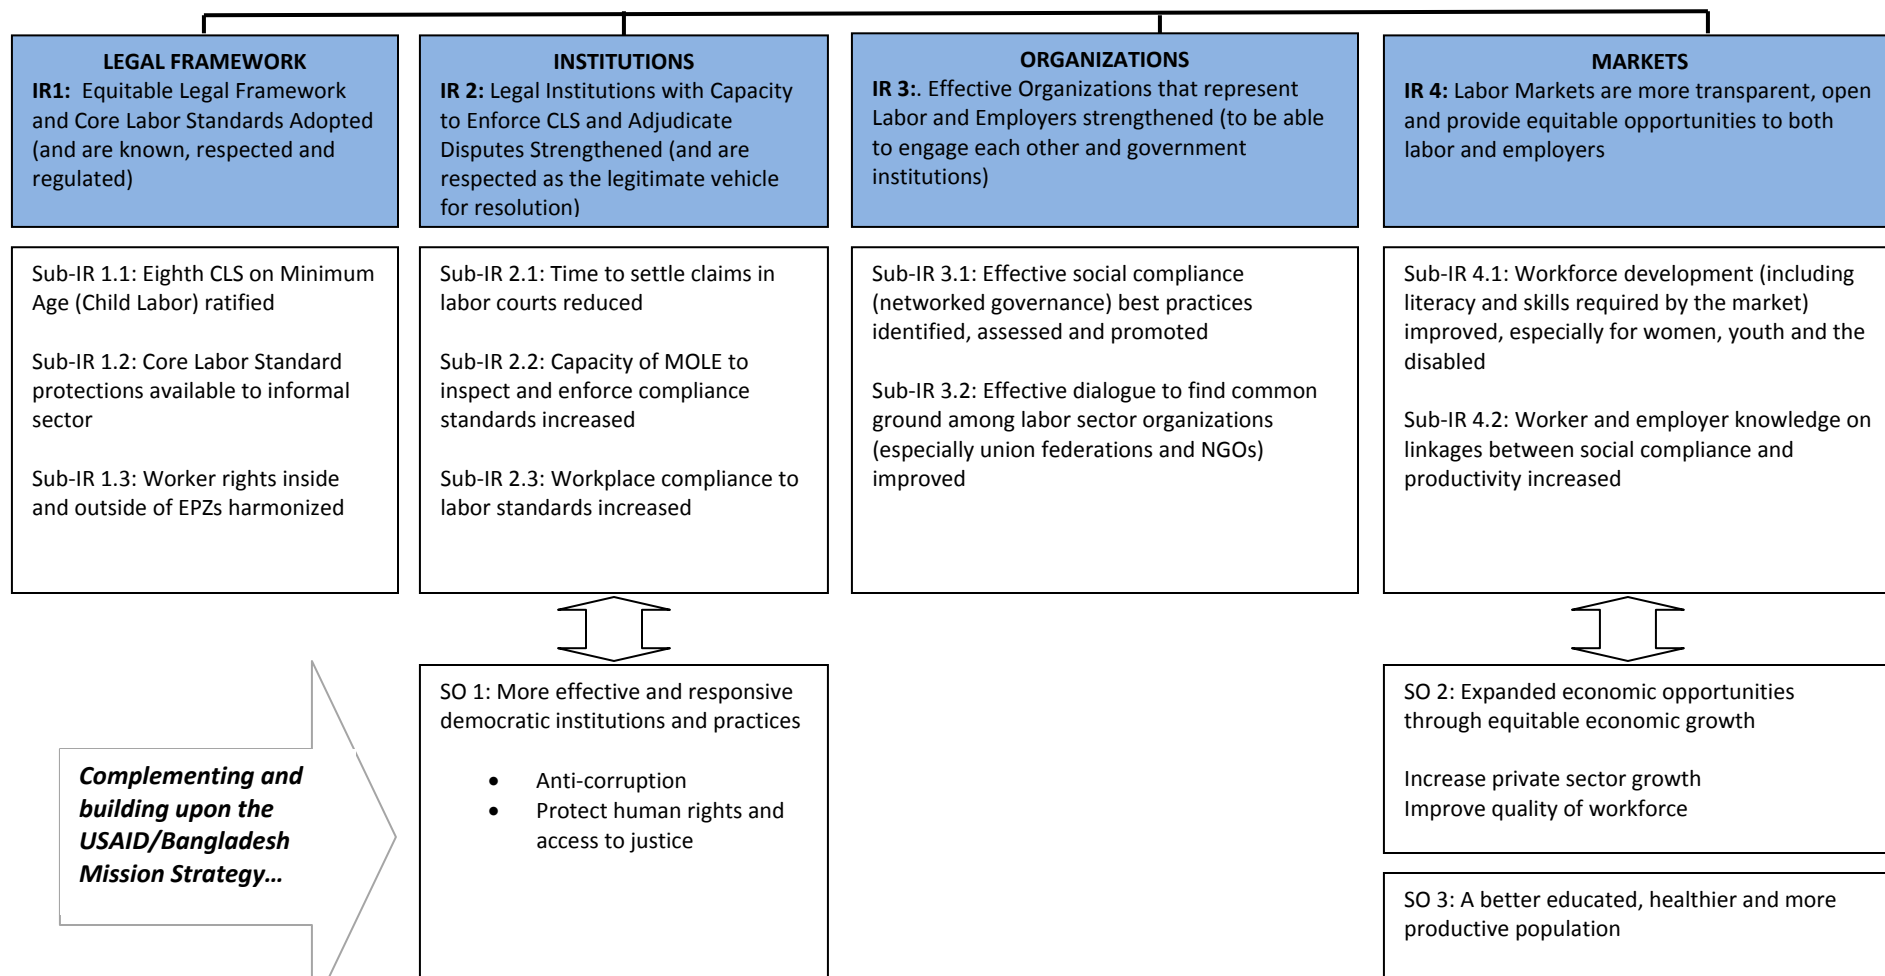 LEGAL FRAMEWORK
IR1:  Equitable Legal Framework
and Core Labor Standards Adopted
(and are known, respected and
regulated)
INSTITUTIONS
IR 2: Legal Institutions with Capacity
to Enforce CLS and Adjudicate
Disputes Strengthened (and are
respected as the legitimate vehicle
for resolution)
ORGANIZATIONS
IR 3:. Effective Organizations that represent
Labor and Employers strengthened (to be able
to engage each other and government
institutions)
MARKETS
IR 4: Labor Markets are more transparent, open
and provide equitable opportunities to both
labor and employers
Sub-IR 1.1: Eighth CLS on Minimum
Age (Child Labor) ratified
Sub-IR 1.2: Core Labor Standard
protections available to informal
sector
Sub-IR 1.3: Worker rights inside
and outside of EPZs harmonized
Sub-IR 2.1: Time to settle claims in
labor courts reduced
Sub-IR 2.2: Capacity of MOLE to
inspect and enforce compliance
standards increased
Sub-IR 2.3: Workplace compliance to
labor standards increased
Sub-IR 3.1: Effective social compliance
(networked governance) best practices
identified, assessed and promoted
Sub-IR 3.2: Effective dialogue to find common
ground among labor sector organizations
(especially union federations and NGOs)
improved
Sub-IR 4.1: Workforce development (including
literacy and skills required by the market)
improved, especially for women, youth and the
disabled
Sub-IR 4.2: Worker and employer knowledge on
linkages between social compliance and
productivity increased
Complementing and
building upon the
USAID/Bangladesh
Mission Strategy…
SO 1: More effective and responsive
democratic institutions and practices
• Anti-corruption
• Protect human rights and
access to justice
SO 2: Expanded economic opportunities
through equitable economic growth
Increase private sector growth
Improve quality of workforce
SO 3: A better educated, healthier and more
productive population